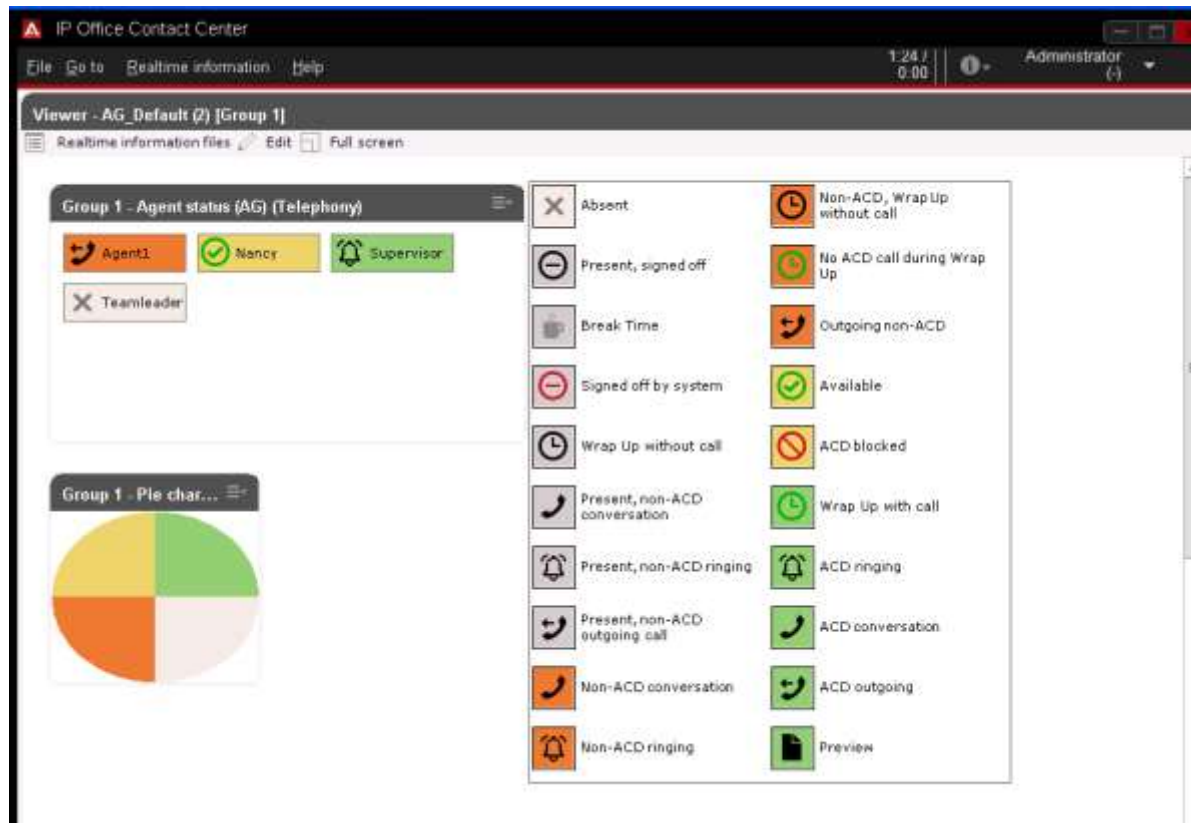 IP Office Contact Center
File Go to Realtime information Help
1:24 /
0:00
Administrator
(-)
Viewer - AG_Default (2) [Group 1]
Realtime information files Edit Full screen
Group 1 - Agent status (AG) (Telephony)
Agent1 Nancy Supervisor
Teamleader
Group 1 - Pie char...
Absent
Present, signed off
Break Time
Signed off by system
Wrap Up without call
Present, non-ACD
conversation
Present, non-ACD ringing
Present, non-ACD
outgoing call
Non-ACD conversation
Non-ACD ringing
Non-ACD, Wrap Up
without call
No ACD call during Wrap
Up
Outgoing non-ACD
Available
ACD blocked
Wrap Up with call
ACD ringing
ACD conversation
ACD outgoing
Preview